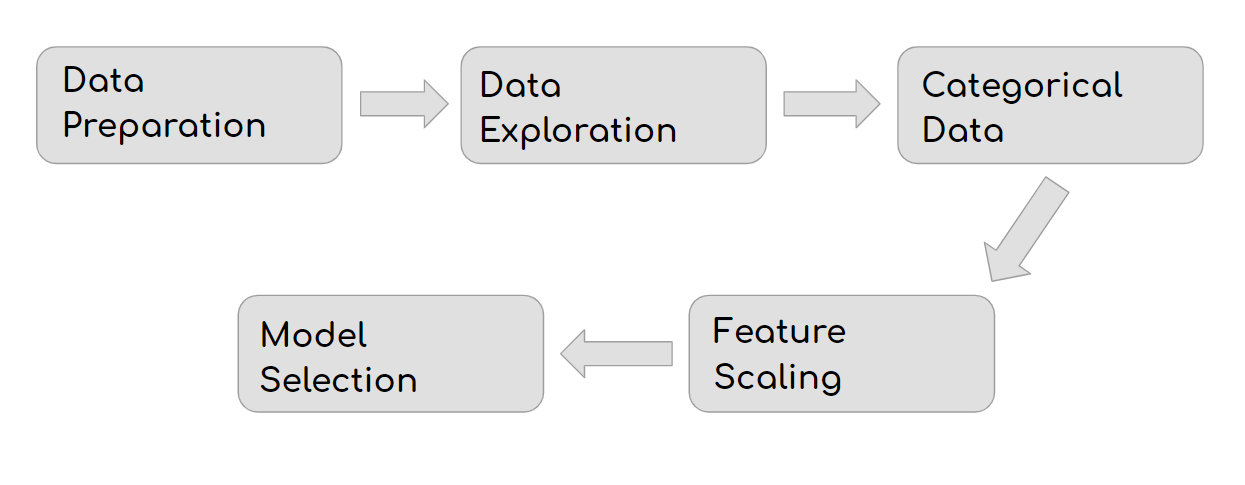 Data
Preparation
Data
Exploration
Categorical
Data
Feature
Scaling
Model
Selection